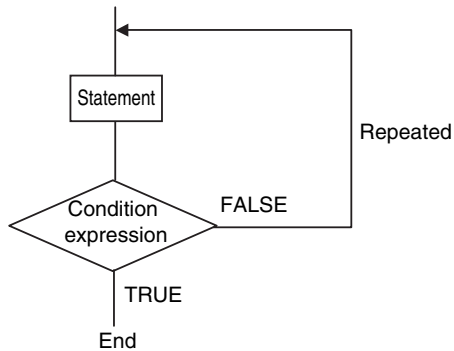 Statement
Repeated
Condition
expression
FALSE
TRUE
End